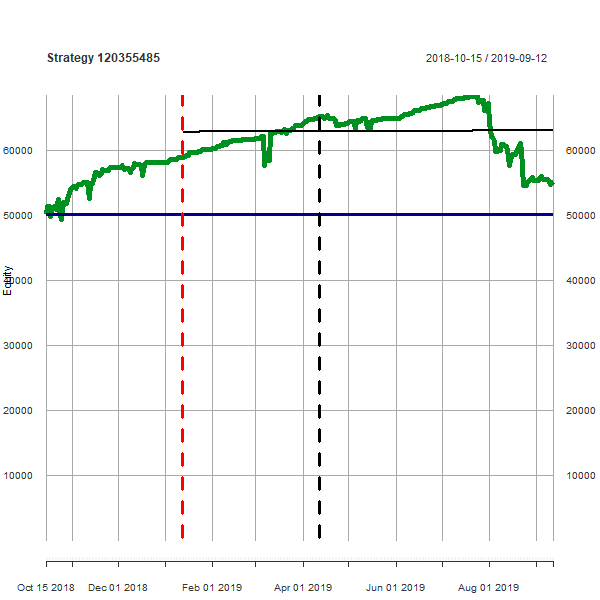 Strategy 120355485 2018-10-15 / 2019-09-12
60000 60000
50000 50000
Equity
40000 40000
30000 30000
20000 20000
10000 10000
Oct 15 2018 Dec 01 2018 Feb 01 2019 Apr 01 2019 Jun 01 2019 Aug 01 2019